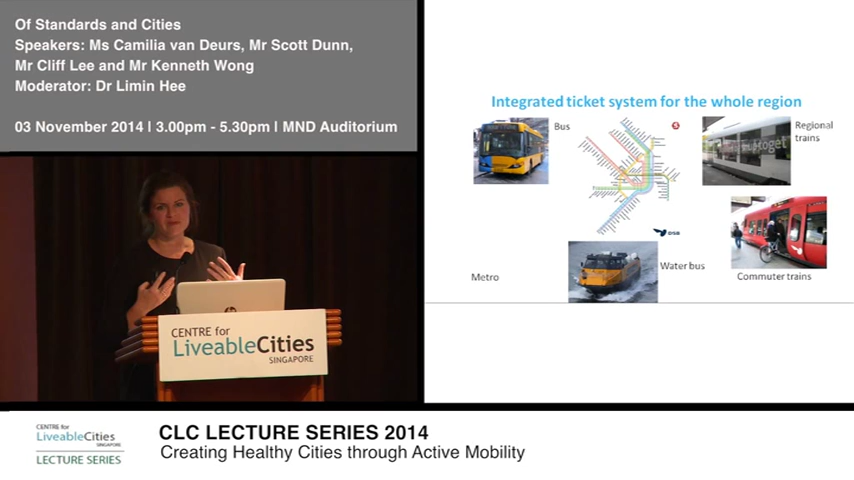 Of Standards and Cities
Speakers: Ms Camilia van Deurs, Mr Scott Dunn,
Mr Cliff Lee and Mr Kenneth Wong
Moderator: Dr Limin Hee
03 November 2014 I 3.00pm - 5.30pm I MND Auditorium
Integrated ticket system for the whole region
Bus
Regional
trains
DSB
Metro
Water bus
Commuter trains
CENTRE for
LiveableCities
SINGAPORE
CENTRE for
LiveableCities
SINGAPORE
LECTURE SERIES
CLC LECTURE SERIES 2014
Creating Healthy Cities through Active Mobility